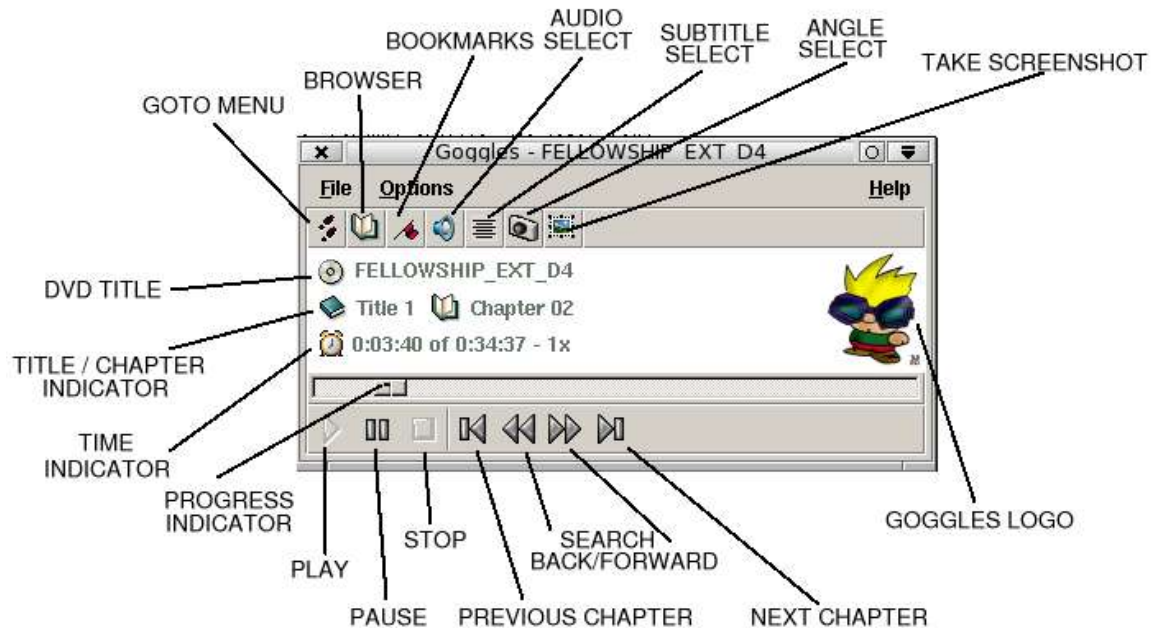 AUDIO
SELECT
BOOKMARKS
SUBTITLE
SELECT
ANGLE
SELECT
TAKE SCREENSHOT
BROWSER
GOTO MENU
Goggles - FELLOWSHIP_EXT_D4
File Options Help
DVD TITLE
FELLOWSHIP_EXT_D4
Title 1 Chapter 02
TITLE / CHAPTER
INDICATOR
0:03:40 of 0:34:37 - 1x
TIME
INDICATOR
PROGRESS
INDICATOR
PLAY
PAUSE
STOP
PREVIOUS CHAPTER
SEARCH
BACK/FORWARD
NEXT CHAPTER
GOGGLES LOGO